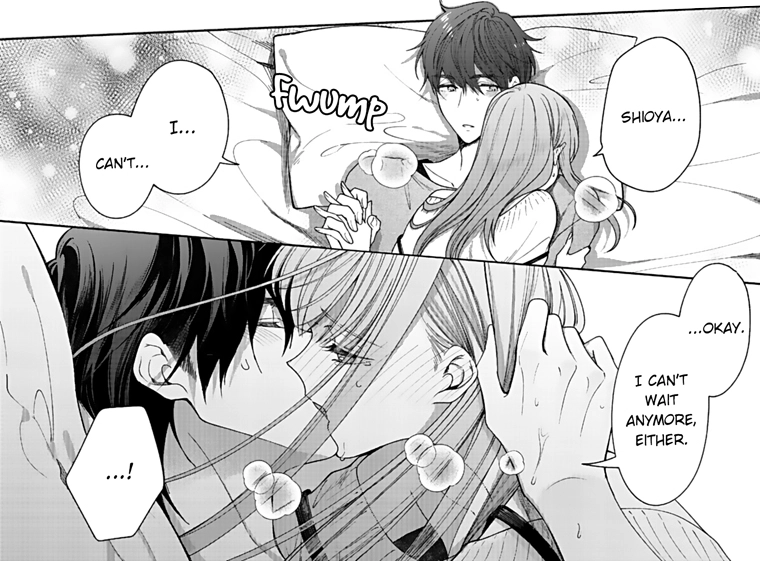 SHIOYA...
FWUMP
I...
CAN'T...
...OKAY.
I CAN'T
WAIT
ANYMORE,
EITHER.
...!